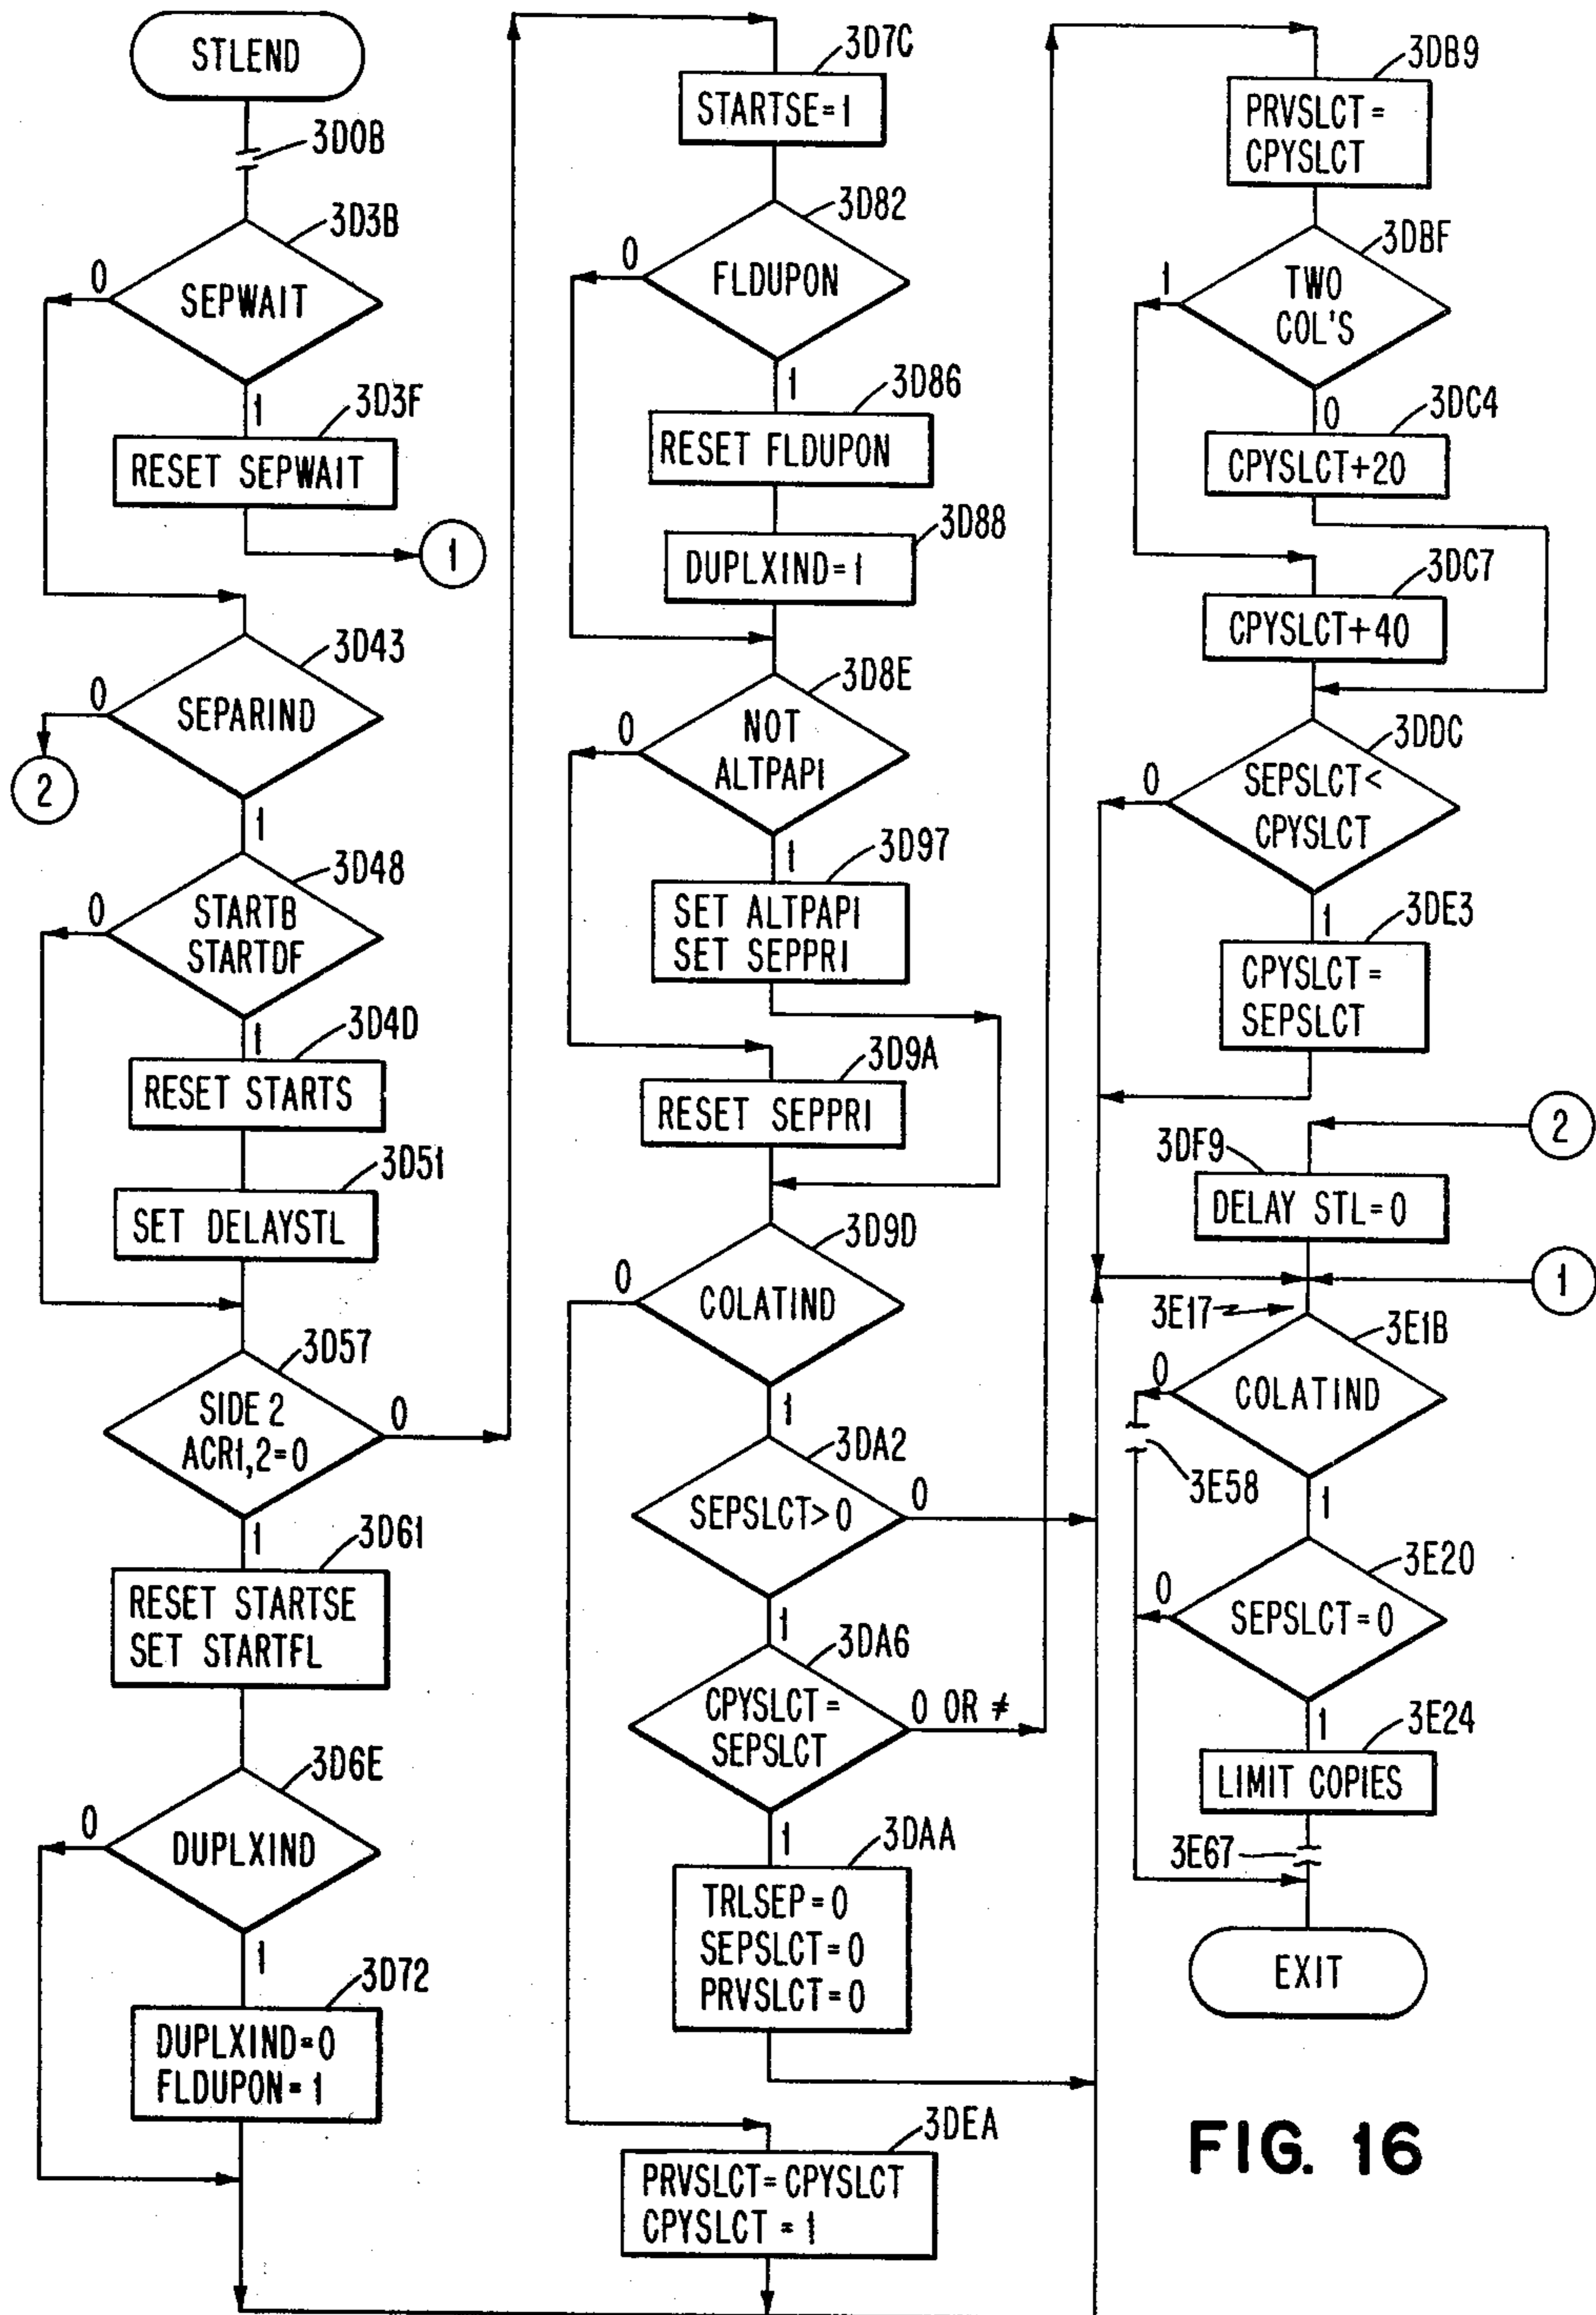 STLEND
3D0B
3D3B
0
SEPWAIT
1
3D3F
RESET SEPWAIT
1
3D43
0
SEPARIND
2
1
3D48
0
STARTB
STARTDF
1
3D4D
RESET STARTS
3D51
SET DELAYSTL
3D57
SIDE 2
ACR1,2=0
0
1
3D61
RESET STARTSE
SET STARTFL
3D6E
0
DUPLXIND
1
3D72
DUPLXIND=0
FLDUPON=1
3D7C
STARTSE=1
3D82
0
FLDUPON
1
3D86
RESET FLDUPON
3D88
DUPLXIND=1
3D8E
0
NOT
ALTPAPI
1
3D97
SET ALTPAPI
SET SEPPRI
3D9A
RESET SEPPRI
3D9D
0
COLATIND
1
3DA2
SEPSLCT>0
0
1
3DA6
CPYSLCT=
SEPSLCT
0 OR ≠
1
3DAA
TRLSEP=0
SEPSLCT=0
PRVSLCT=0
3DEA
PRVSLCT=CPYSLCT
CPYSLCT=1
3DB9
PRVSLCT=
CPYSLCT
3DBF
1
TWO
COL'S
0
3DC4
CPYSLCT+20
3DC7
CPYSLCT+40
3DDC
0
SEPSLCT<
CPYSLCT
1
3DE3
CPYSLCT=
SEPSLCT
2
3DF9
DELAY STL=0
1
3E17
3E1B
0
COLATIND
3E58
1
3E20
0
SEPSLCT=0
1
3E24
LIMIT COPIES
3E67
EXIT
FIG. 16